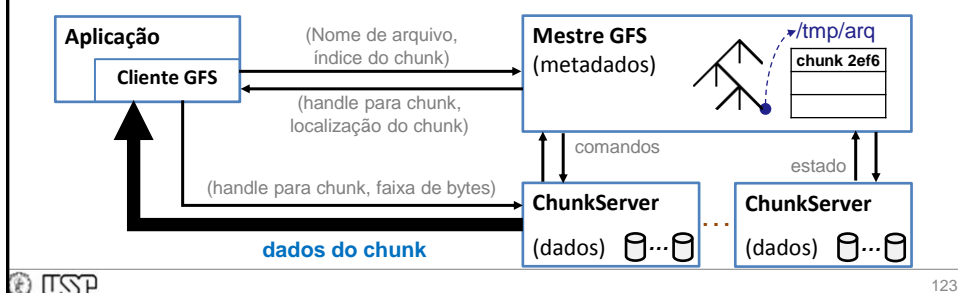 Aplicação
Cliente GFS
(Nome de arquivo,
índice do chunk)
(handle para chunk,
localização do chunk)
Mestre GFS
(metadados)
/tmp/arq
chunk 2ef6
comandos
estado
(handle para chunk, faixa de bytes)
dados do chunk
ChunkServer
(dados)
...
...
ChunkServer
(dados)
...
USP
123